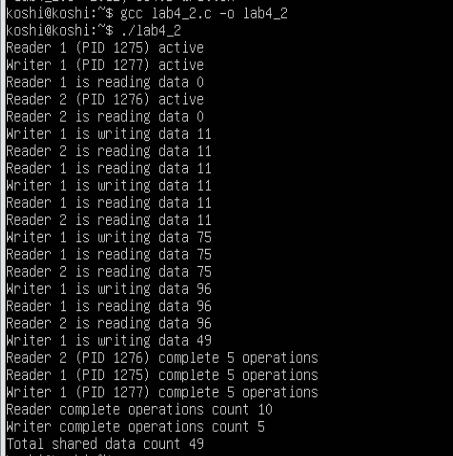 koshi@koshi:~$ gcc lab4_2.c -o lab4_2
koshi@koshi:~$ ./lab4_2
Reader 1 (PID 1275) active
Writer 1 (PID 1277) active
Reader 1 is reading data 0
Reader 2 (PID 1276) active
Reader 2 is reading data 0
Writer 1 is writing data 11
Reader 2 is reading data 11
Reader 1 is reading data 11
Writer 1 is writing data 11
Reader 1 is reading data 11
Reader 2 is reading data 11
Writer 1 is writing data 75
Reader 1 is reading data 75
Reader 2 is reading data 75
Writer 1 is writing data 96
Reader 1 is reading data 96
Reader 2 is reading data 96
Writer 1 is writing data 49
Reader 2 (PID 1276) complete 5 operations
Reader 1 (PID 1275) complete 5 operations
Writer 1 (PID 1277) complete 5 operations
Reader complete operations count 10
Writer complete operations count 5
Total shared data count 49